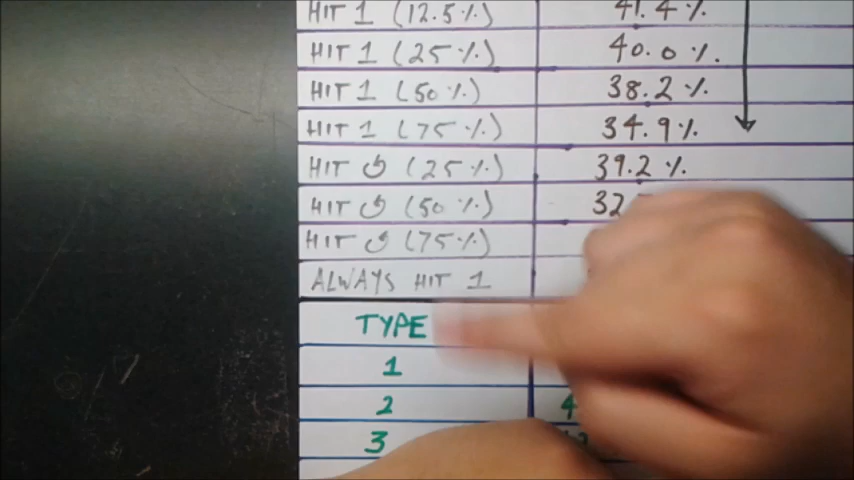 HIT 1 (12.5%) 41.4%
HIT 1 (25%) 40.0%.
HIT 1 (50%) 38.2%
HIT 1 (75%) 34.9%
HIT ↺ (25%) 39.2%
HIT ↺ (50%) 32
HIT ↺ (75%)
ALWAYS HIT 1
TYPE
1
2 4
3